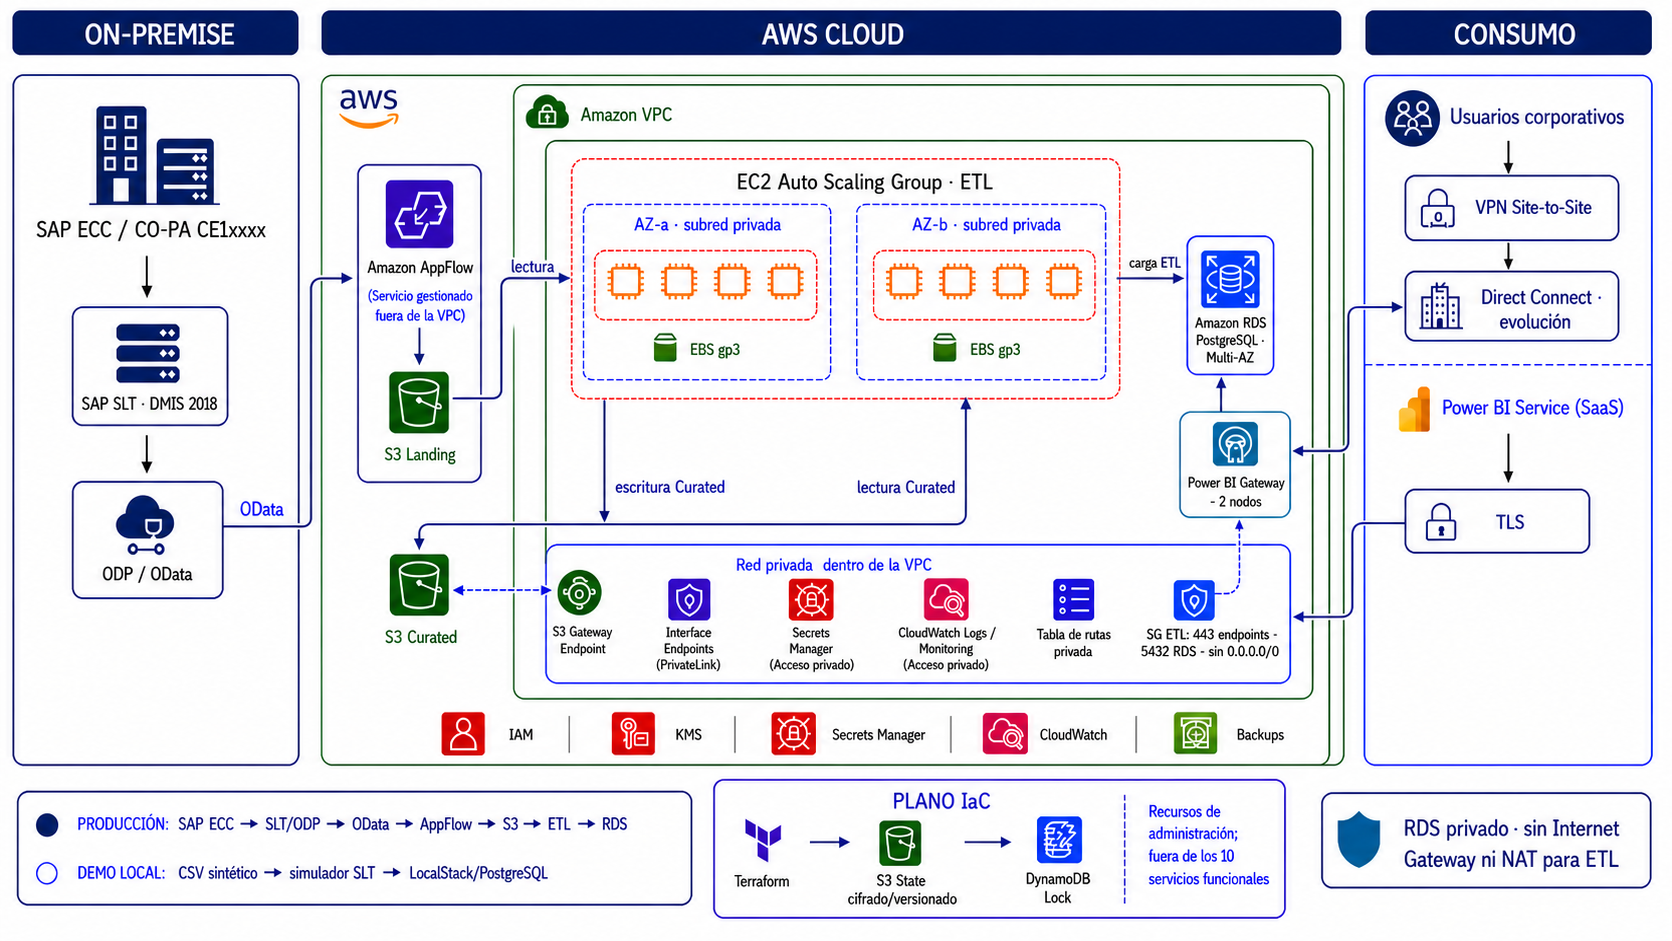 ON-PREMISE
AWS CLOUD
CONSUMO
SAP ECC / CO-PA CE1xxxx
SAP SLT · DMIS 2018
ODP / OData
OData
aws
Amazon AppFlow
(Servicio gestionado
fuera de la VPC)
S3 Landing
S3 Curated
Amazon VPC
lectura
EC2 Auto Scaling Group · ETL
AZ-a · subred privada
EBS gp3
AZ-b · subred privada
EBS gp3
carga ETL
Amazon RDS
PostgreSQL ·
Multi-AZ
escritura Curated
lectura Curated
Power BI Gateway
- 2 nodos
Red privada dentro de la VPC
S3 Gateway
Endpoint
Interface
Endpoints
(PrivateLink)
Secrets
Manager
(Acceso privado)
CloudWatch Logs /
Monitoring
(Acceso privado)
Tabla de rutas
privada
SG ETL: 443 endpoints -
5432 RDS - sin 0.0.0.0/0
IAM
KMS
Secrets Manager
CloudWatch
Backups
Usuarios corporativos
VPN Site-to-Site
Direct Connect ·
evolución
Power BI Service (SaaS)
TLS
PRODUCCIÓN: SAP ECC → SLT/ODP → OData → AppFlow → S3 → ETL → RDS
DEMO LOCAL: CSV sintético → simulador SLT → LocalStack/PostgreSQL
PLANO IaC
Terraform
S3 State
cifrado/versionado
DynamoDB
Lock
Recursos de
administración;
fuera de los 10
servicios funcionales
RDS privado · sin Internet
Gateway ni NAT para ETL